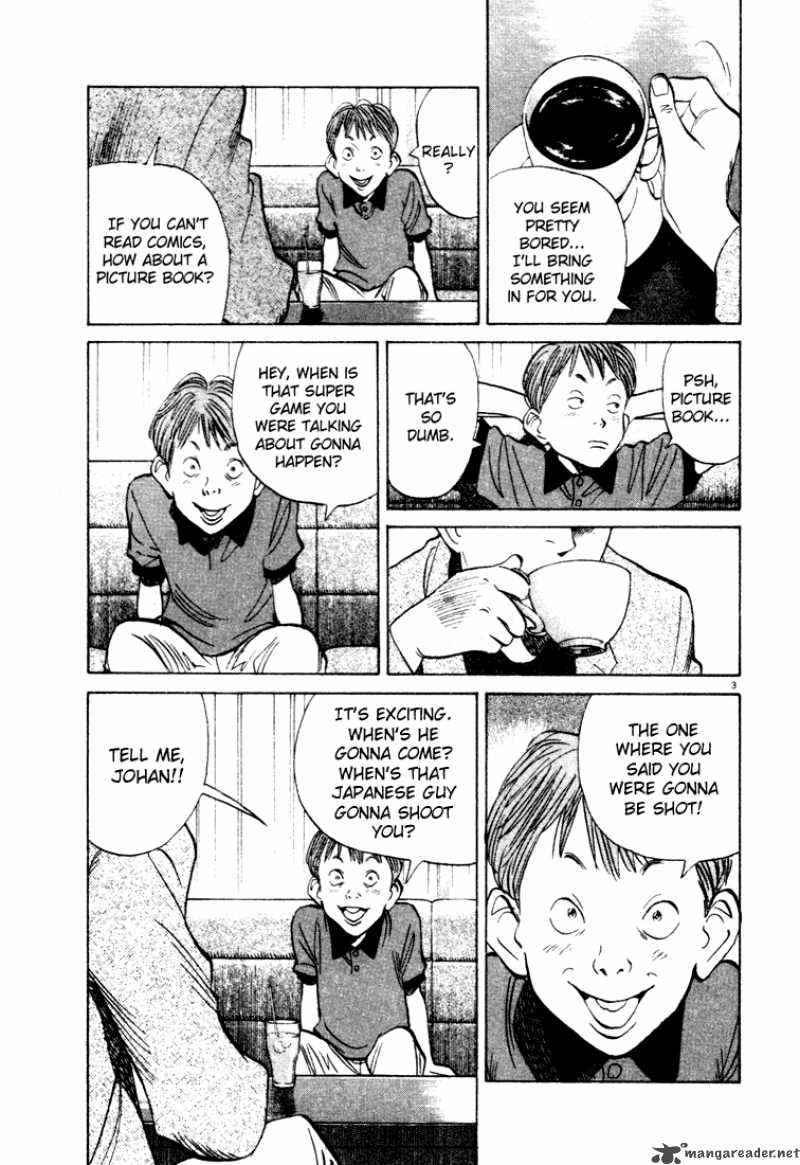 YOU SEEM
PRETTY
BORED...
I'LL BRING
SOMETHING
IN FOR YOU.
REALLY
?
IF YOU CAN'T
READ COMICS,
HOW ABOUT A
PICTURE BOOK?
PSH,
PICTURE
BOOK...
THAT'S
SO
DUMB.
HEY, WHEN IS
THAT SUPER
GAME YOU
WERE TALKING
ABOUT GONNA
HAPPEN?
3
THE ONE
WHERE YOU
SAID YOU
WERE GONNA
BE SHOT!
IT'S EXCITING.
WHEN'S HE
GONNA COME?
WHEN'S THAT
JAPANESE GUY
GONNA SHOOT
YOU?
TELL ME,
JOHAN!!
mangareader.net